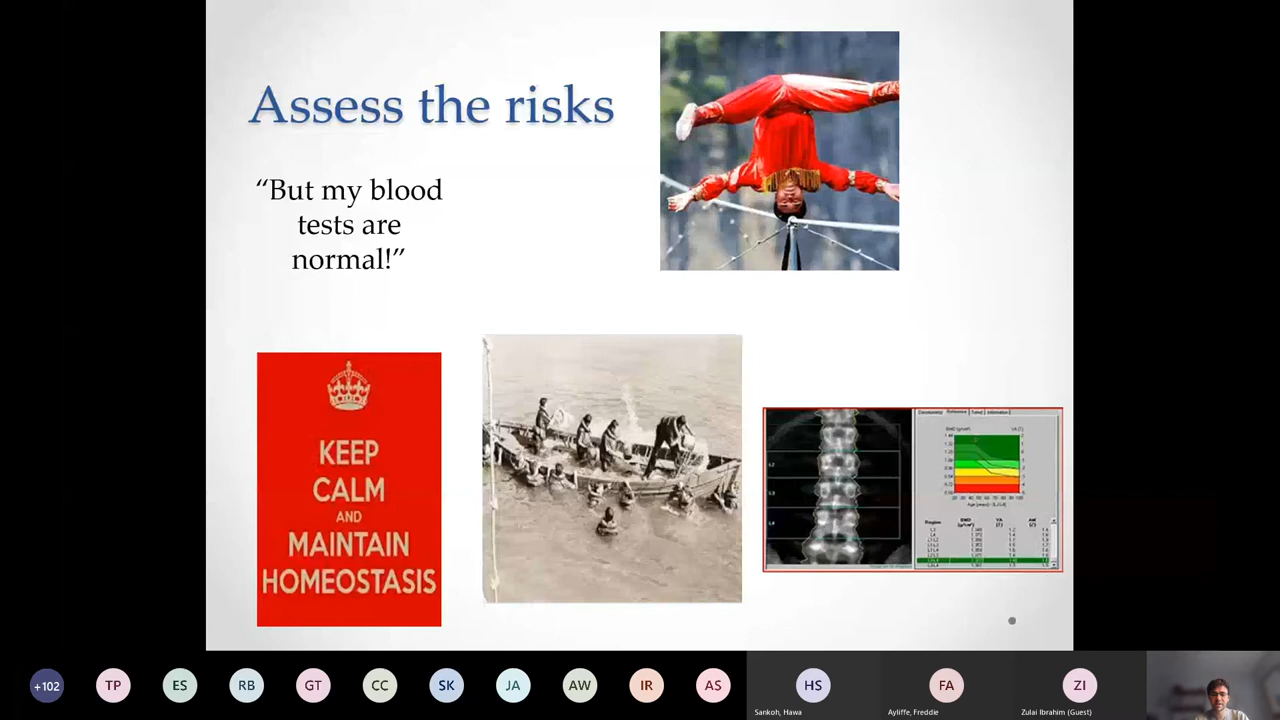 Assess the risks
“But my blood
tests are
normal!”
KEEP
CALM
AND
MAINTAIN
HOMEOSTASIS
Region
+102
TP
ES
RB
GT
CC
SK
JA
AW
IR
AS
HS
FA
ZI
Sankoh, Hawa
Ayliffe, Freddie
Zulai Ibrahim (Guest)